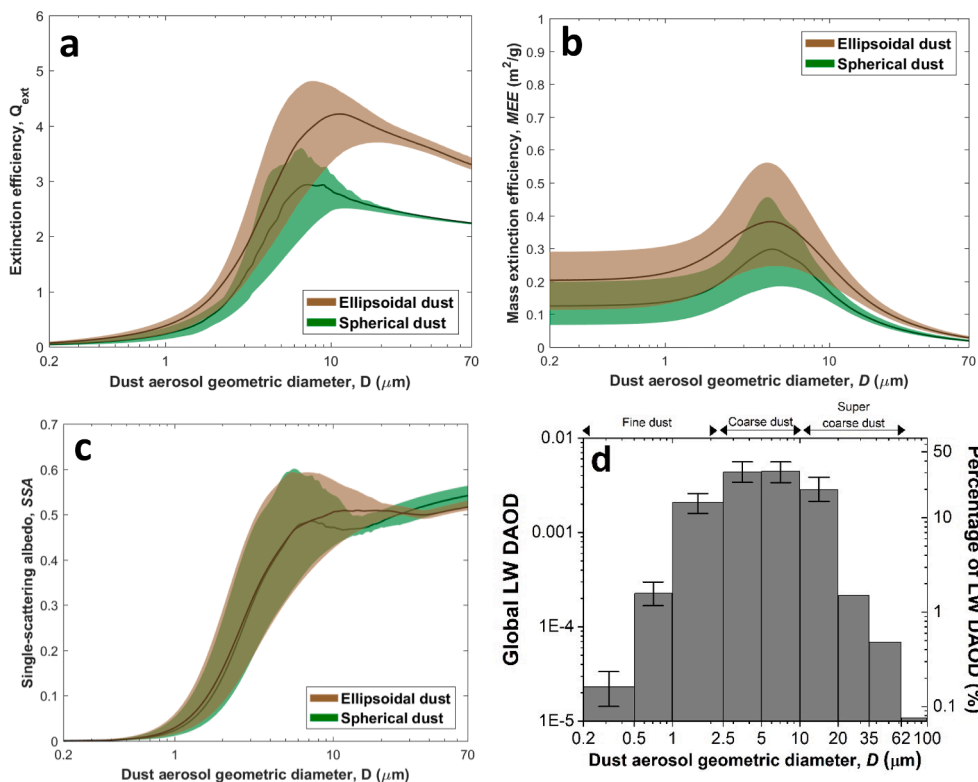 a
6
5
4
3
2
1
0
Extinction efficiency, Q_ext
Ellipsoidal dust
Spherical dust
0.2 1 10 70
Dust aerosol geometric diameter, D (μm)
b
1
0.9
0.8
0.7
0.6
0.5
0.4
0.3
0.2
0.1
0
Mass extinction efficiency, MEE (m²/g)
Ellipsoidal dust
Spherical dust
0.2 1 10 70
Dust aerosol geometric diameter, D (μm)
c
0.7
0.6
0.5
0.4
0.3
0.2
0.1
0
Single-scattering albedo, SSA
Ellipsoidal dust
Spherical dust
0.2 1 10 70
Dust aerosol geometric diameter, D (μm)
Fine dust
Coarse dust
Super
coarse dust
d
0.01
0.001
1E-4
1E-5
Global LW DAOD
50
10
1
0.1
Percentage of LW DAOD (%)
0.2 0.5 1 2.5 5 10 20 35 62 100
Dust aerosol geometric diameter, D (μm)